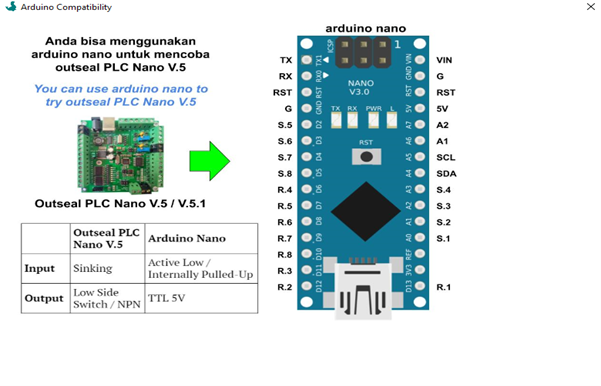 Arduino Compatibility
Anda bisa menggunakan
arduino nano untuk mencoba
outseal PLC Nano V.5
You can use arduino nano to
try outseal PLC Nano V.5
Outseal PLC Nano V.5 / V.5.1
Outseal PLC
Nano V.5
Arduino Nano
Input
Sinking
Active Low /
Internally Pulled-Up
Output
Low Side
Switch / NPN
TTL 5V
arduino nano
ICSP
1
NANO
V3.0
TX RX PWR L
RST
TX TX1 VIN VIN
RX RX0 GND G
RST RST RST RST
G GND 5V 5V
S.5 D2 A7 A2
S.6 D3 A6 A1
S.7 D4 A5 SCL
S.8 D5 A4 SDA
R.4 D6 A3 S.4
R.5 D7 A2 S.3
R.6 D8 A1 S.2
R.7 D9 A0 S.1
R.8 D10 REF
R.3 D11 3V3
R.2 D12 D13 R.1